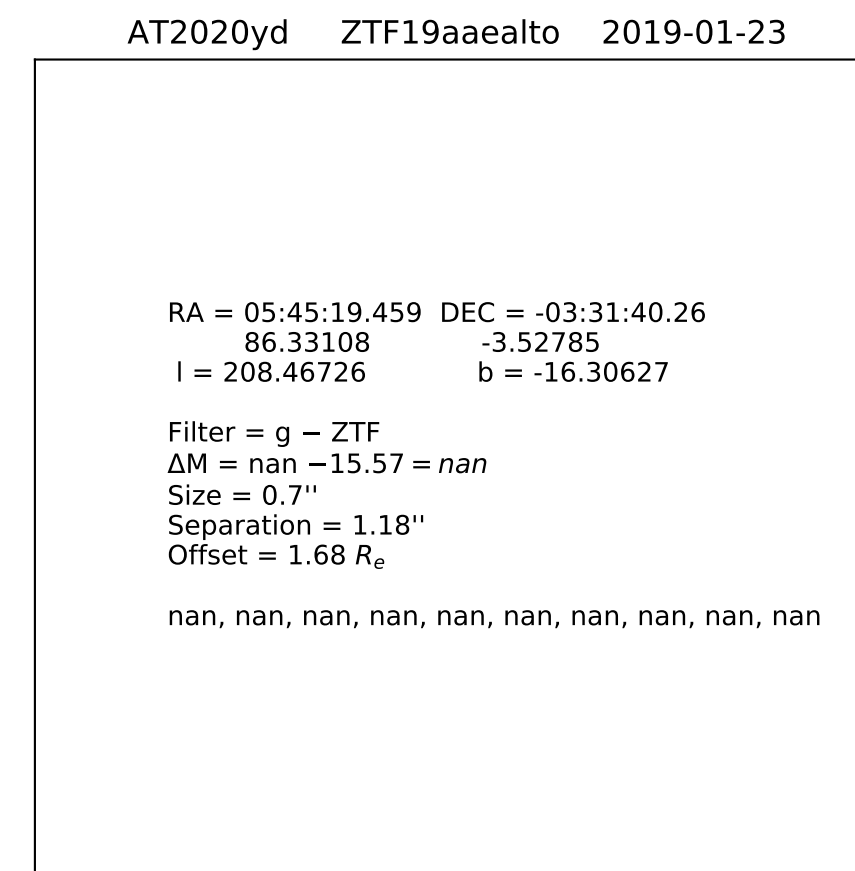 AT2020yd ZTF19aaealto 2019-01-23
RA = 05:45:19.459 DEC = -03:31:40.26
86.33108 -3.52785
l = 208.46726 b = -16.30627
Filter = g − ZTF
ΔM = nan −15.57 = nan
Size = 0.7''
Separation = 1.18''
Offset = 1.68 Re
nan, nan, nan, nan, nan, nan, nan, nan, nan, nan